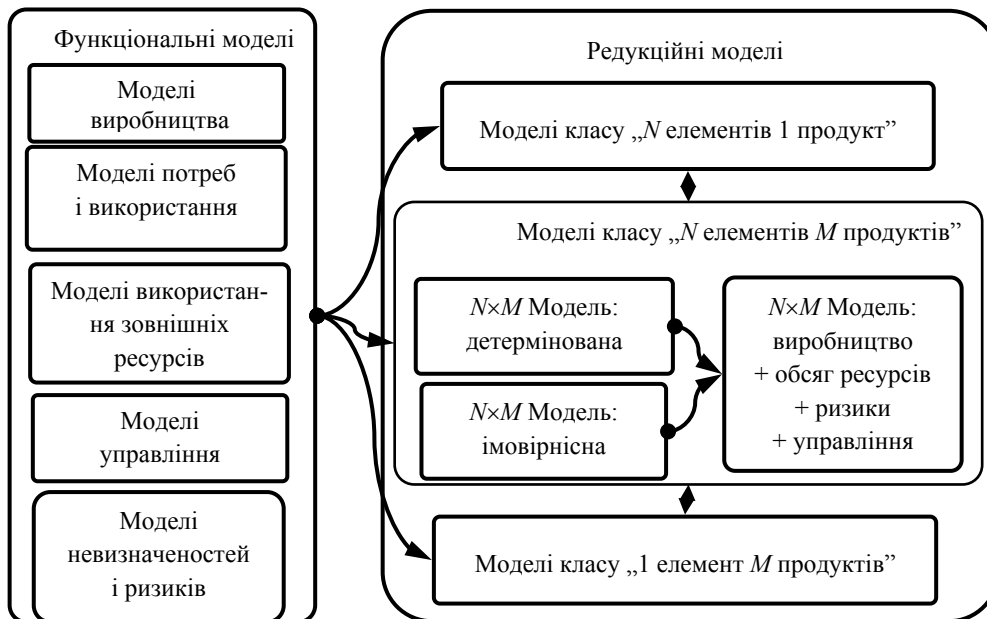 Функціональні моделі
Моделі
виробництва
Моделі потреб
і використання
Моделі використан-
ня зовнішніх
ресурсів
Моделі
управління
Моделі
невизначеностей
і ризиків
Редукційні моделі
Моделі класу „N елементів 1 продукт”
Моделі класу „N елементів M продуктів”
N×M Модель:
детермінована
N×M Модель:
імовірнісна
N×M Модель:
виробництво
+ обсяг ресурсів
+ ризики
+ управління
Моделі класу „1 елемент M продуктів”